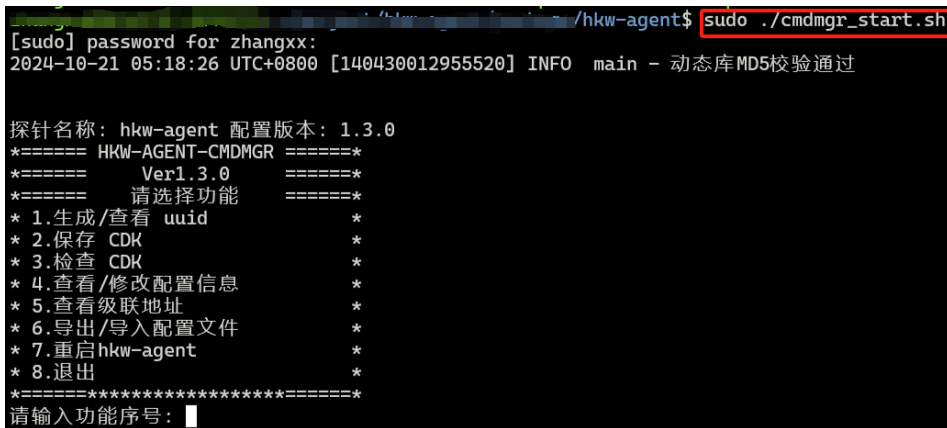 /hkw-agent$ sudo ./cmdmgr_start.sh
[sudo] password for zhangxx:
2024-10-21 05:18:26 UTC+0800 [140430012955520] INFO  main - 动态库MD5校验通过
探针名称: hkw-agent 配置版本: 1.3.0
*====== HKW-AGENT-CMDMGR ======*
*======     Ver1.3.0     ======*
*======    请选择功能    ======*
* 1.生成/查看 uuid             *
* 2.保存 CDK                   *
* 3.检查 CDK                   *
* 4.查看/修改配置信息          *
* 5.查看级联地址               *
* 6.导出/导入配置文件          *
* 7.重启hkw-agent              *
* 8.退出                       *
*======******************======*
请输入功能序号: